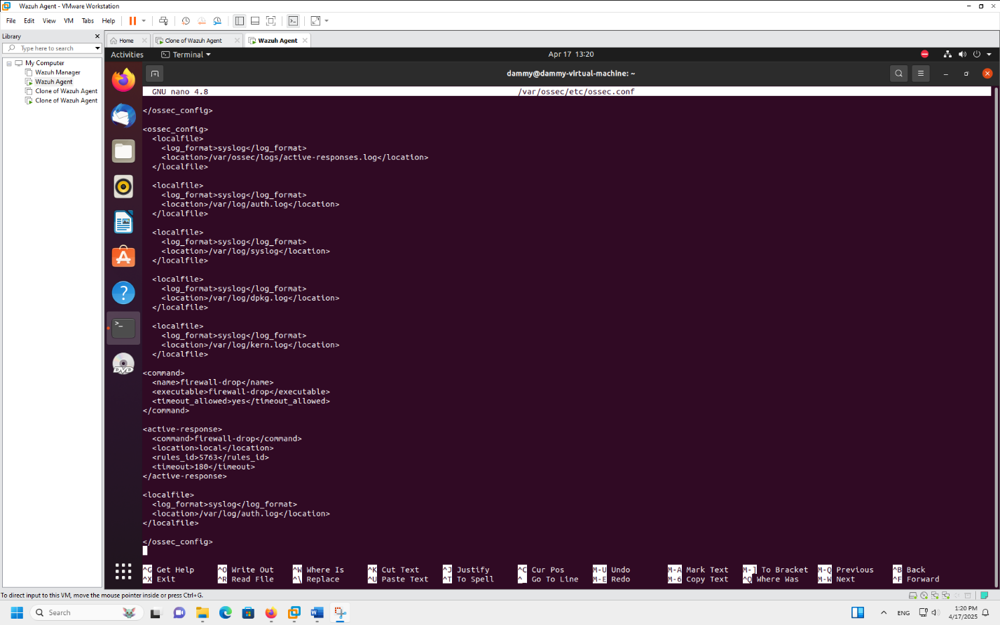 Wazuh Agent - VMware Workstation
File Edit View VM Tabs Help
Library
Type here to search
My Computer
Wazuh Manager
Wazuh Agent
Clone of Wazuh Agent
Clone of Wazuh Agent
Home
Clone of Wazuh Agent
Wazuh Agent
Activities
Terminal
Apr 17 13:20
dammy@dammy-virtual-machine: ~
GNU nano 4.8 /var/ossec/etc/ossec.conf
</ossec_config>
<ossec_config>
<localfile>
<log_format>syslog</log_format>
<location>/var/ossec/logs/active-responses.log</location>
</localfile>
<localfile>
<log_format>syslog</log_format>
<location>/var/log/auth.log</location>
</localfile>
<localfile>
<log_format>syslog</log_format>
<location>/var/log/syslog</location>
</localfile>
<localfile>
<log_format>syslog</log_format>
<location>/var/log/dpkg.log</location>
</localfile>
<localfile>
<log_format>syslog</log_format>
<location>/var/log/kern.log</location>
</localfile>
<command>
<name>firewall-drop</name>
<executable>firewall-drop</executable>
<timeout_allowed>yes</timeout_allowed>
</command>
<active-response>
<command>firewall-drop</command>
<location>local</location>
<rules_id>5763</rules_id>
<timeout>180</timeout>
</active-response>
<localfile>
<log_format>syslog</log_format>
<location>/var/log/auth.log</location>
</localfile>
</ossec_config>
^G Get Help ^O Write Out ^W Where Is ^K Cut Text ^J Justify ^C Cur Pos M-U Undo M-A Mark Text M-] To Bracket M-Q Previous ^B Back
^X Exit ^R Read File ^\ Replace ^U Paste Text ^T To Spell ^_ Go To Line M-E Redo M-6 Copy Text ^Q Where Was M-W Next ^F Forward
DVD
To direct input to this VM, move the mouse pointer inside or press Ctrl+G.
Search
ENG
1:20 PM
4/17/2025